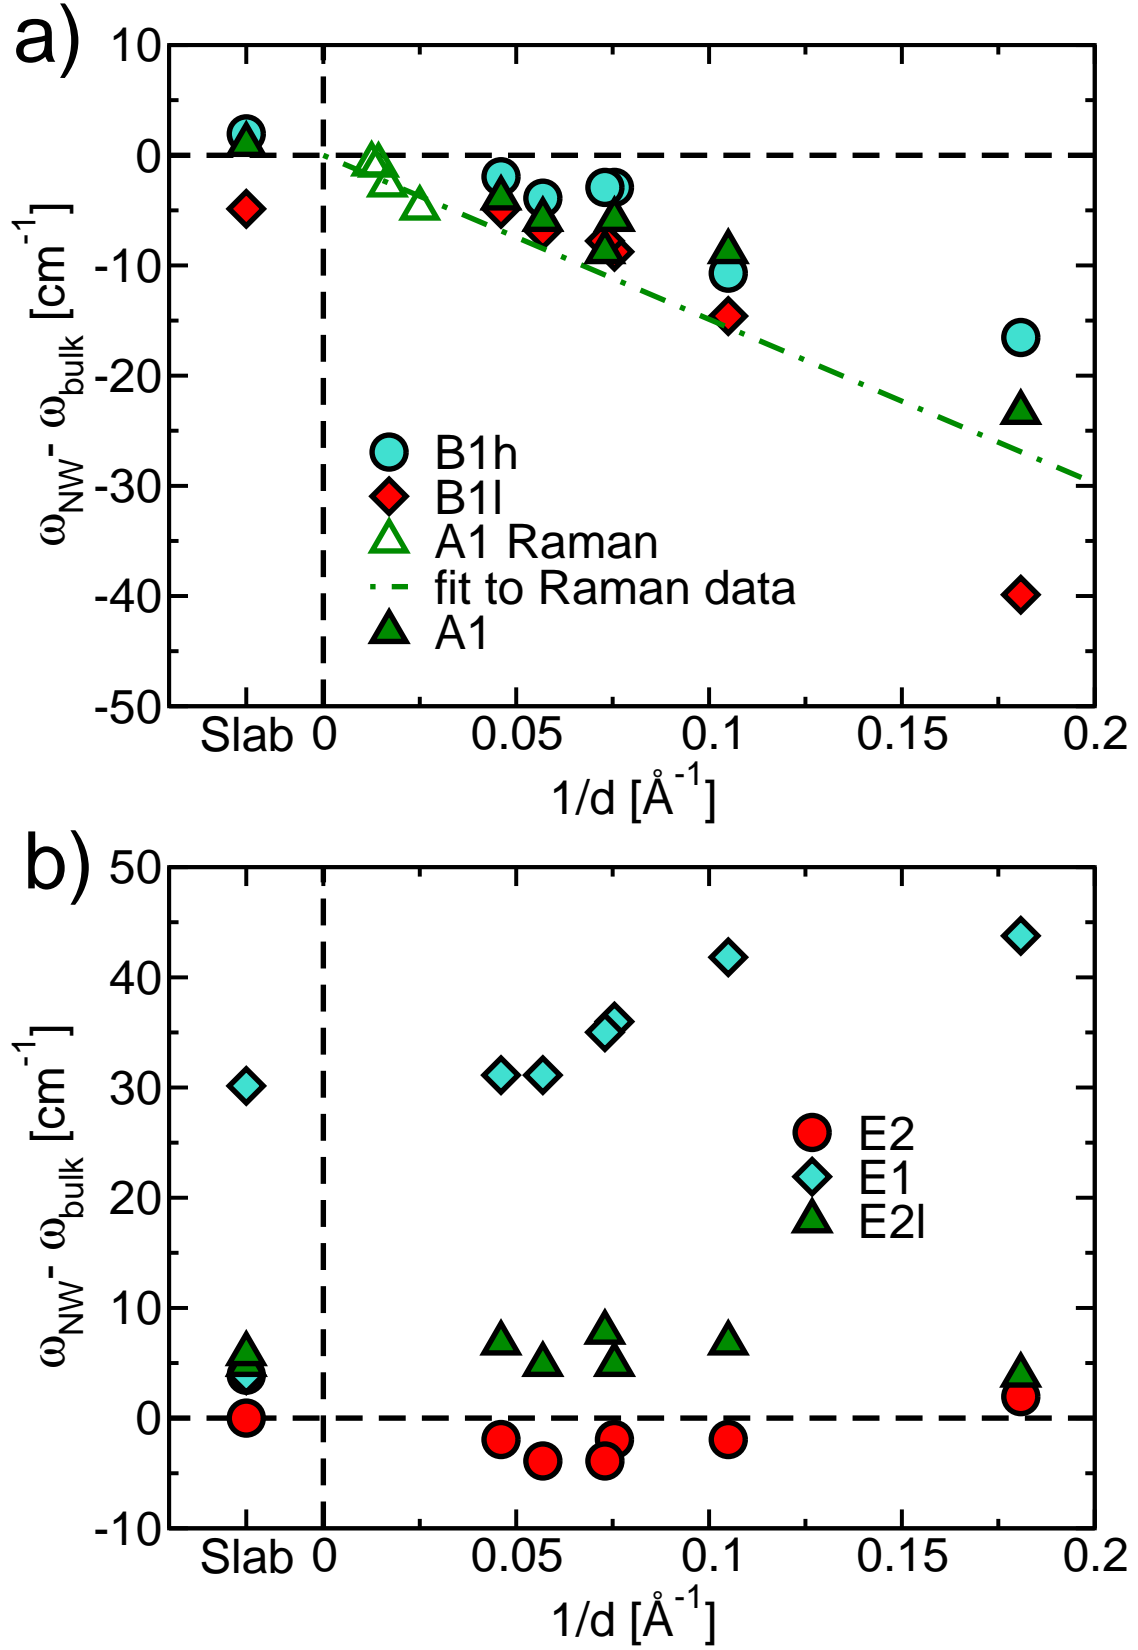 a)
10
0
-10
-20
-30
-40
-50
ω_NW - ω_bulk [cm^-1]
B1h
B1l
A1 Raman
fit to Raman data
A1
Slab 0 0.05 0.1 0.15 0.2
1/d [Å^-1]
b)
50
40
30
20
10
0
-10
ω_NW - ω_bulk [cm^-1]
E2
E1
E2l
Slab 0 0.05 0.1 0.15 0.2
1/d [Å^-1]